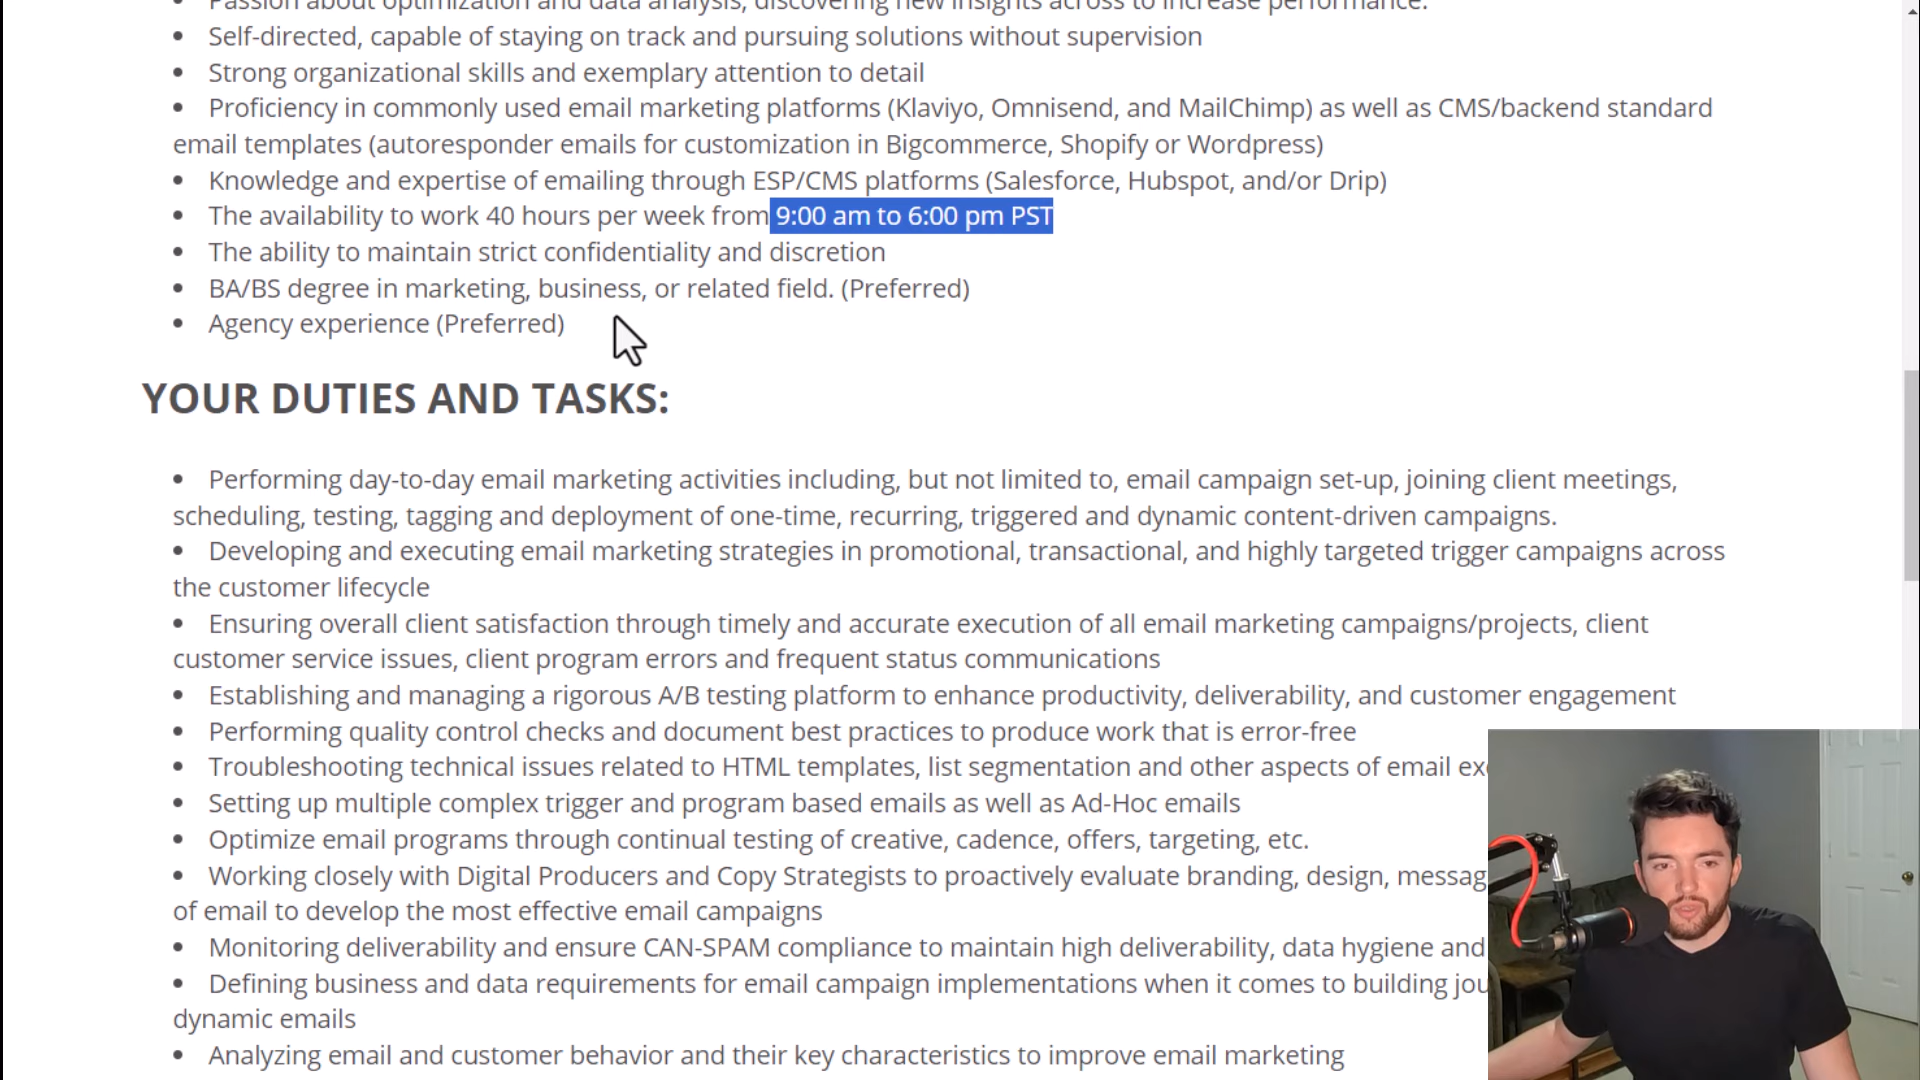 Passion about optimization and data analysis, discovering new insights across to increase performance.
• Self-directed, capable of staying on track and pursuing solutions without supervision
• Strong organizational skills and exemplary attention to detail
• Proficiency in commonly used email marketing platforms (Klaviyo, Omnisend, and MailChimp) as well as CMS/backend standard
email templates (autoresponder emails for customization in Bigcommerce, Shopify or Wordpress)
• Knowledge and expertise of emailing through ESP/CMS platforms (Salesforce, Hubspot, and/or Drip)
• The availability to work 40 hours per week from 9:00 am to 6:00 pm PST
• The ability to maintain strict confidentiality and discretion
• BA/BS degree in marketing, business, or related field. (Preferred)
• Agency experience (Preferred)
YOUR DUTIES AND TASKS:
• Performing day-to-day email marketing activities including, but not limited to, email campaign set-up, joining client meetings,
scheduling, testing, tagging and deployment of one-time, recurring, triggered and dynamic content-driven campaigns.
• Developing and executing email marketing strategies in promotional, transactional, and highly targeted trigger campaigns across
the customer lifecycle
• Ensuring overall client satisfaction through timely and accurate execution of all email marketing campaigns/projects, client
customer service issues, client program errors and frequent status communications
• Establishing and managing a rigorous A/B testing platform to enhance productivity, deliverability, and customer engagement
• Performing quality control checks and document best practices to produce work that is error-free
• Troubleshooting technical issues related to HTML templates, list segmentation and other aspects of email
• Setting up multiple complex trigger and program based emails as well as Ad-Hoc emails
• Optimize email programs through continual testing of creative, cadence, offers, targeting, etc.
• Working closely with Digital Producers and Copy Strategists to proactively evaluate branding, design,
of email to develop the most effective email campaigns
• Monitoring deliverability and ensure CAN-SPAM compliance to maintain high deliverability, data hygiene and
• Defining business and data requirements for email campaign implementations when it comes to building
dynamic emails
• Analyzing email and customer behavior and their key characteristics to improve email marketing